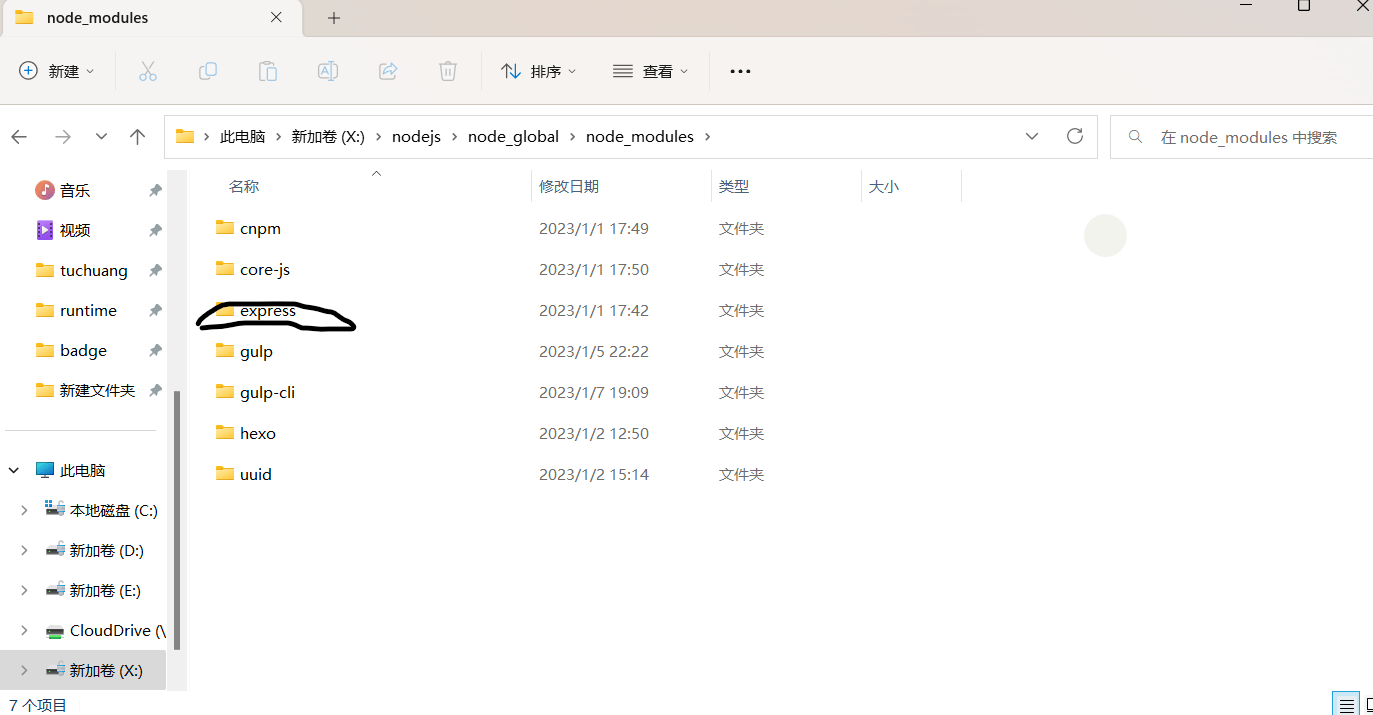 node_modules
新建
排序
查看
此电脑 新加卷 (X:) nodejs node_global node_modules
在 node_modules 中搜索
名称 修改日期 类型 大小
音乐
视频
tuchuang
runtime
badge
新建文件夹
此电脑
本地磁盘 (C:)
新加卷 (D:)
新加卷 (E:)
CloudDrive (\
新加卷 (X:)
cnpm 2023/1/1 17:49 文件夹
core-js 2023/1/1 17:50 文件夹
express 2023/1/1 17:42 文件夹
gulp 2023/1/5 22:22 文件夹
gulp-cli 2023/1/7 19:09 文件夹
hexo 2023/1/2 12:50 文件夹
uuid 2023/1/2 15:14 文件夹
7 个项目